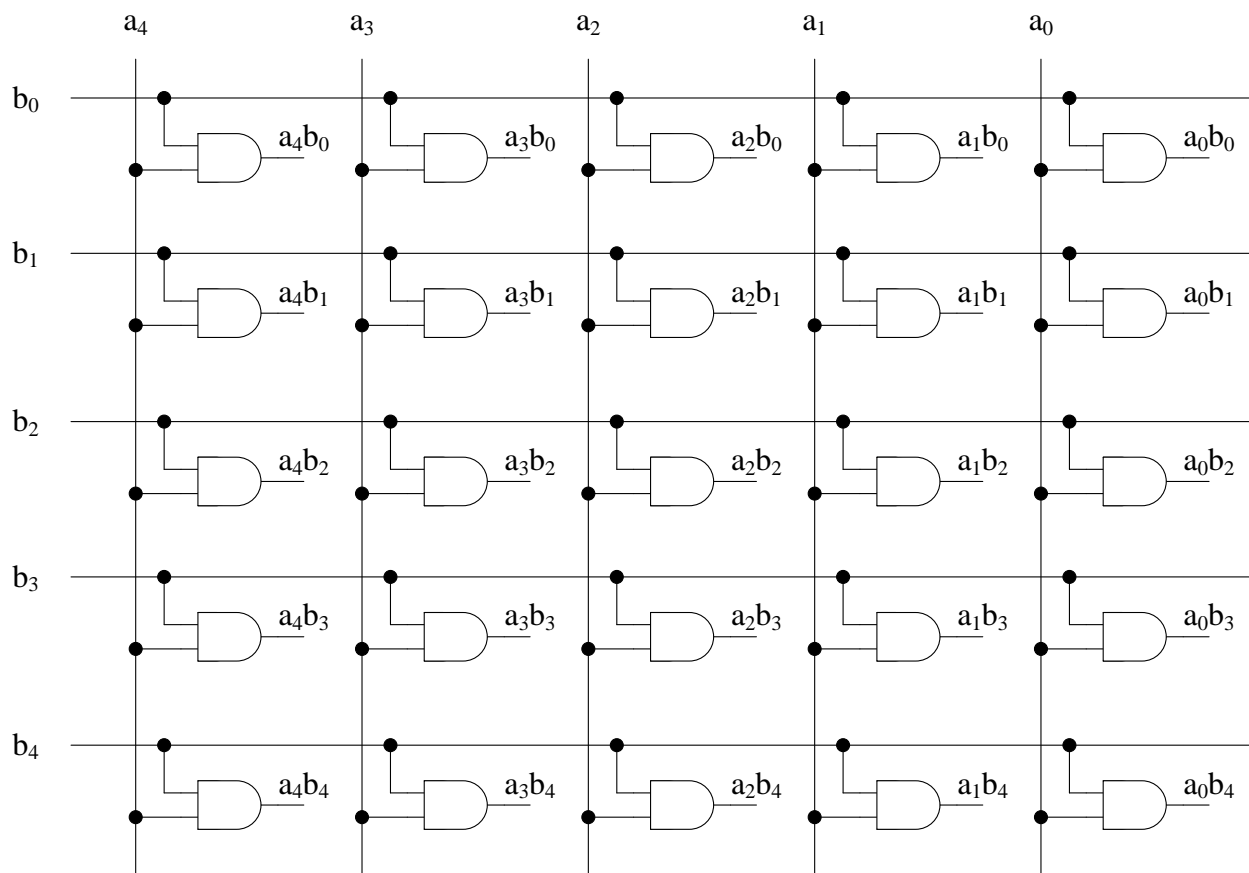 a₄ a₃ a₂ a₁ a₀
b₀
a₄b₀ a₃b₀ a₂b₀ a₁b₀ a₀b₀
b₁
a₄b₁ a₃b₁ a₂b₁ a₁b₁ a₀b₁
b₂
a₄b₂ a₃b₂ a₂b₂ a₁b₂ a₀b₂
b₃
a₄b₃ a₃b₃ a₂b₃ a₁b₃ a₀b₃
b₄
a₄b₄ a₃b₄ a₂b₄ a₁b₄ a₀b₄